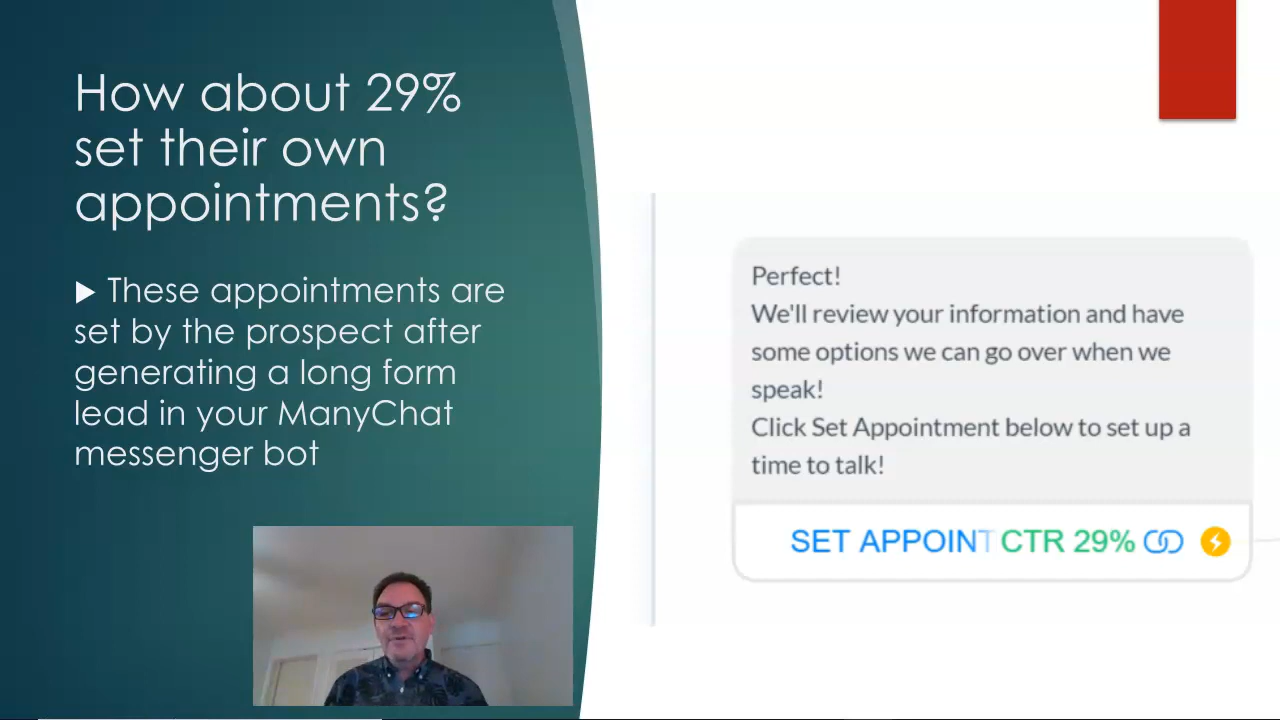 How about 29%
set their own
appointments?
These appointments are
set by the prospect after
generating a long form
lead in your ManyChat
messenger bot
Perfect!
We'll review your information and have
some options we can go over when we
speak!
Click Set Appointment below to set up a
time to talk!
SET APPOINT CTR 29%